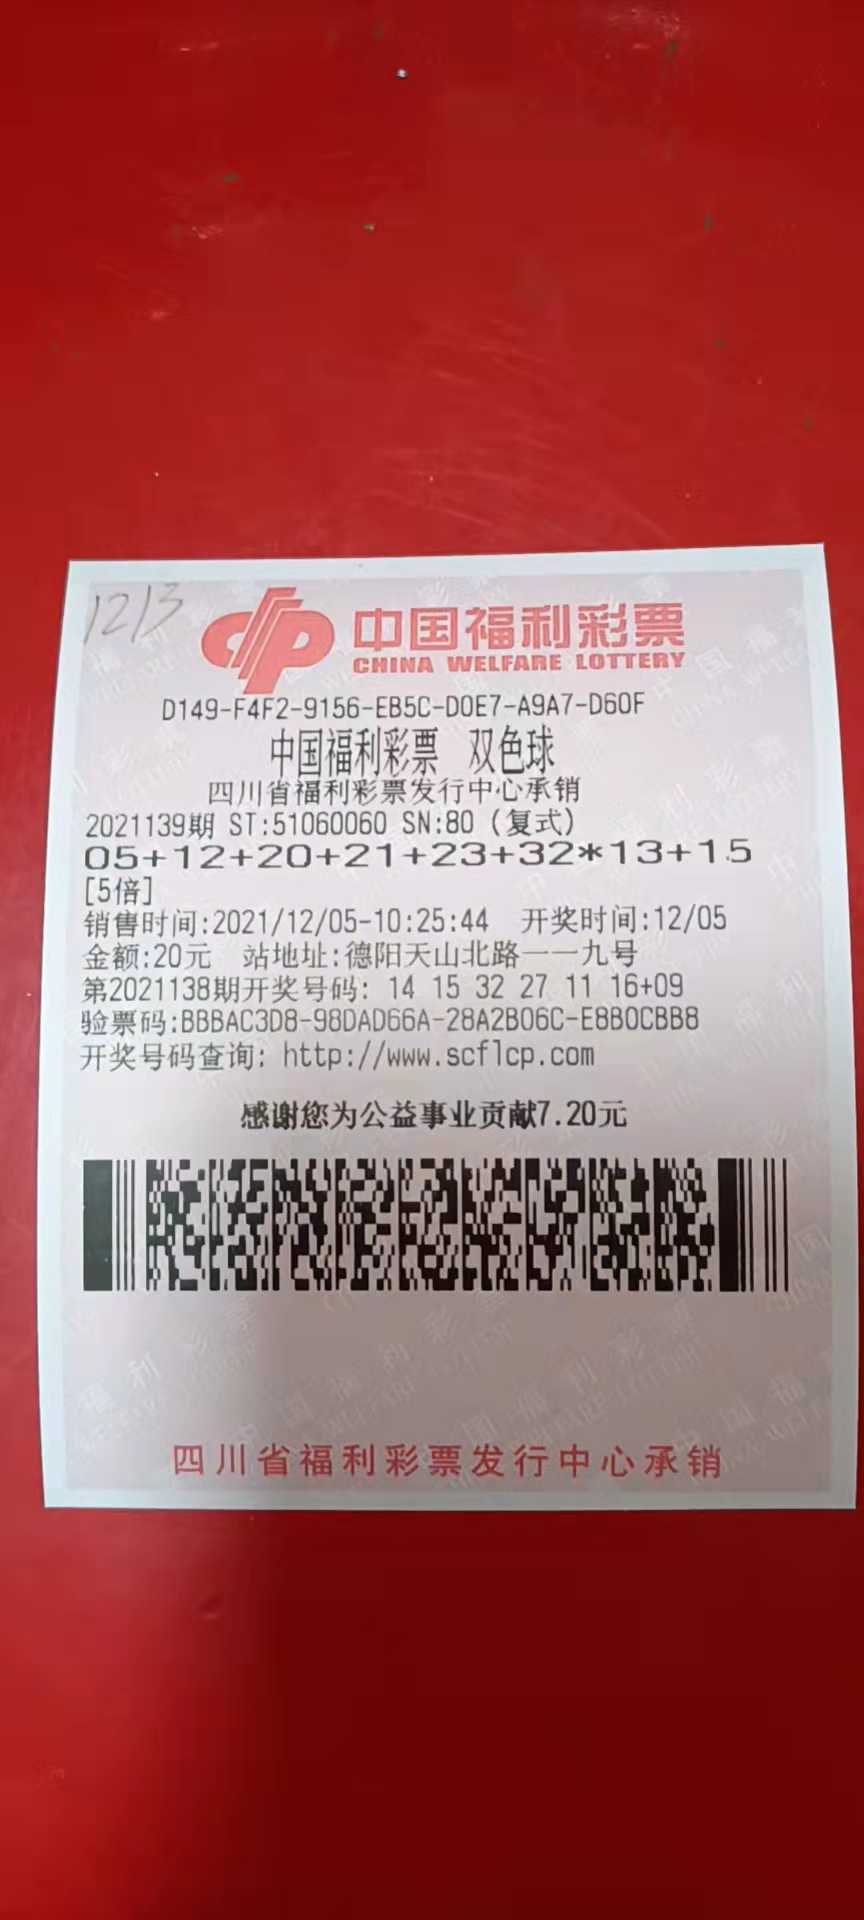 1213
中国福利彩票
CHINA WELFARE LOTTERY
D149-F4F2-9156-EB5C-D0E7-A9A7-D60F
中国福利彩票 双色球
四川省福利彩票发行中心承销
2021139期 ST:51060060 SN:80 (复式)
05+12+20+21+23+32*13+15
[5倍]
销售时间:2021/12/05-10:25:44 开奖时间:12/05
金额:20元 站地址:德阳天山北路一一九号
第2021138期开奖号码: 14 15 32 27 11 16+09
验票码:BBBAC3D8-98DAD66A-28A2B06C-E8B0CBB8
开奖号码查询: http://www.scflcp.com
感谢您为公益事业贡献7.20元
四川省福利彩票发行中心承销